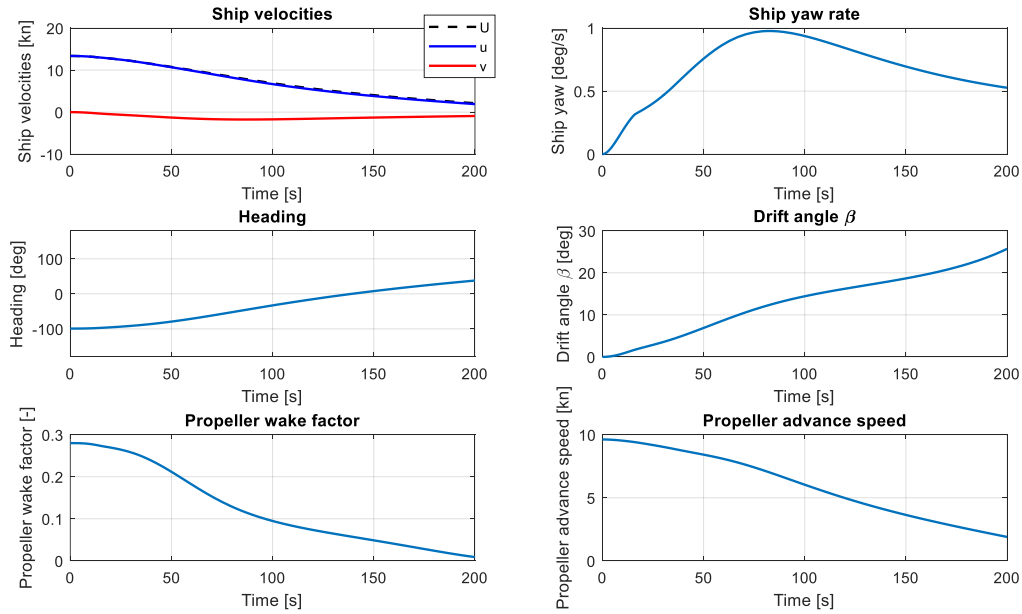 Ship velocities
Ship velocities [kn]
20
10
0
-10
0
50
100
150
200
Time [s]
U
u
v
Ship yaw rate
Ship yaw [deg/s]
1
0.5
0
0
50
100
150
200
Time [s]
Heading
Heading [deg]
100
0
-100
0
50
100
150
200
Time [s]
Drift angle β
Drift angle β [deg]
30
20
10
0
0
50
100
150
200
Time [s]
Propeller wake factor
Propeller wake factor [-]
0.3
0.2
0.1
0
0
50
100
150
200
Time [s]
Propeller advance speed
Propeller advance speed [kn]
10
5
0
0
50
100
150
200
Time [s]